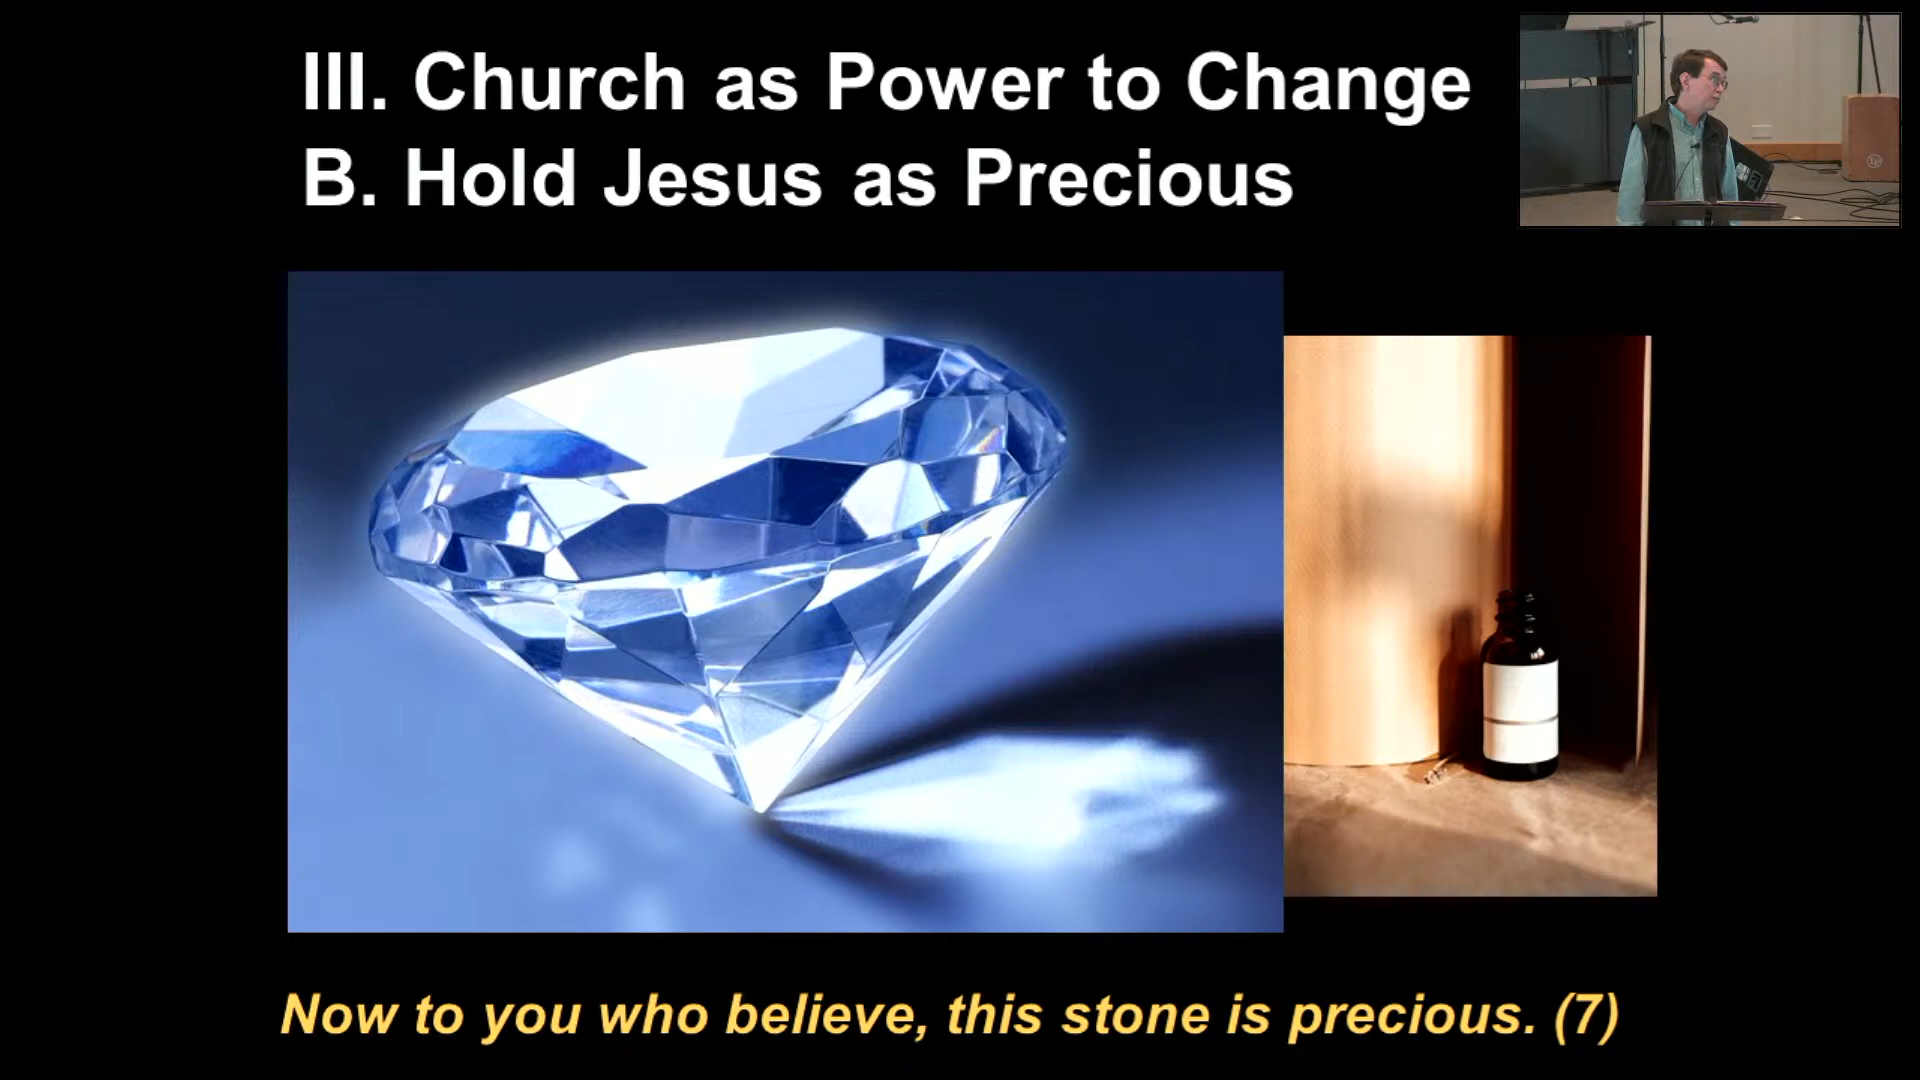 III. Church as Power to Change
B. Hold Jesus as Precious
Now to you who believe, this stone is precious. (7)